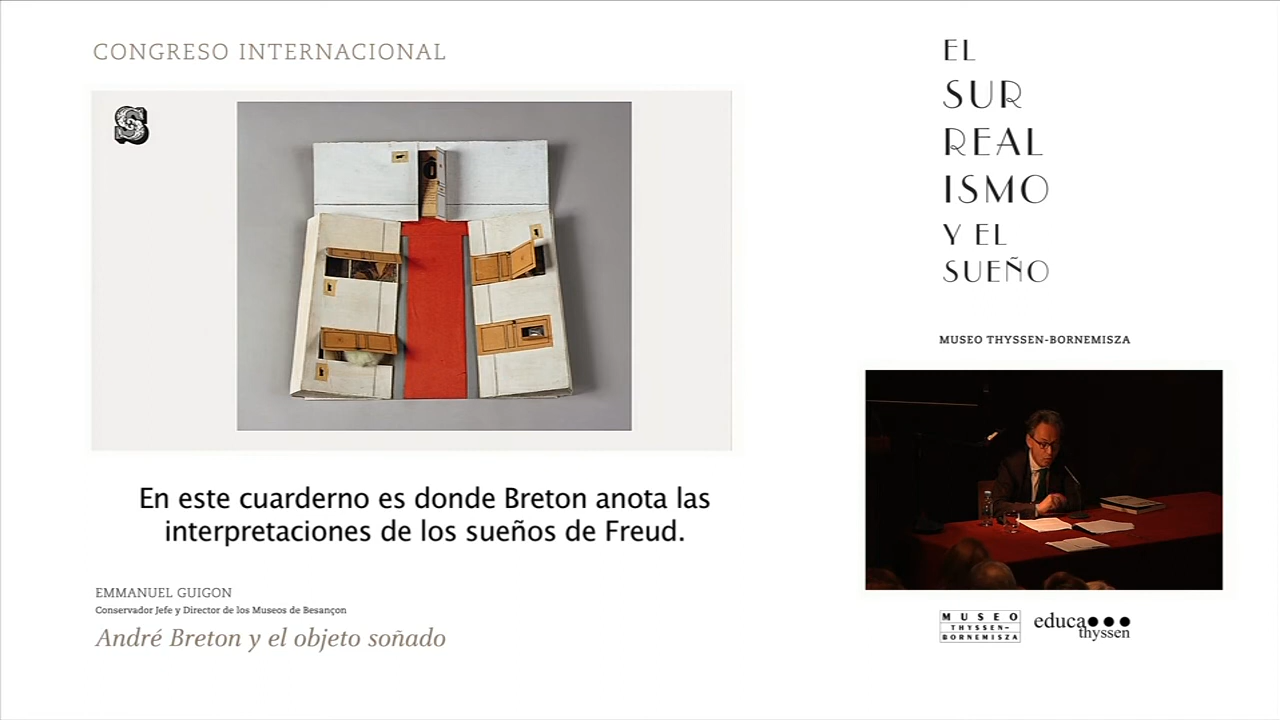 CONGRESO INTERNACIONAL
S
En este cuarderno es donde Breton anota las
interpretaciones de los sueños de Freud.
EMMANUEL GUIGON
Conservador Jefe y Director de los Museos de Besançon
André Breton y el objeto soñado
EL
SUR
REAL
ISMO
Y EL
SUEÑO
MUSEO THYSSEN-BORNEMISZA
MUSEO
THYSSEN-
BORNEMISZA
educa
thyssen